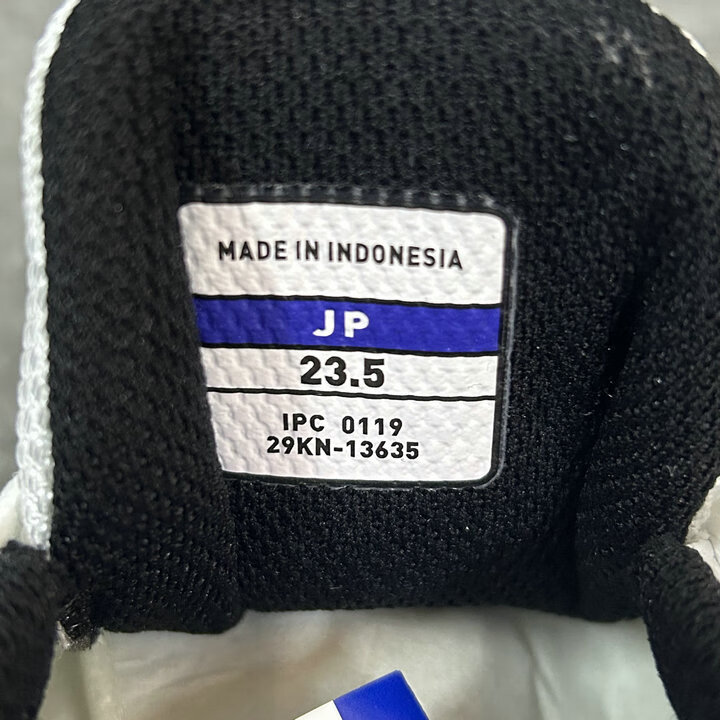 MADE IN INDONESIA
JP
23.5
IPC 0119
29KN-13635